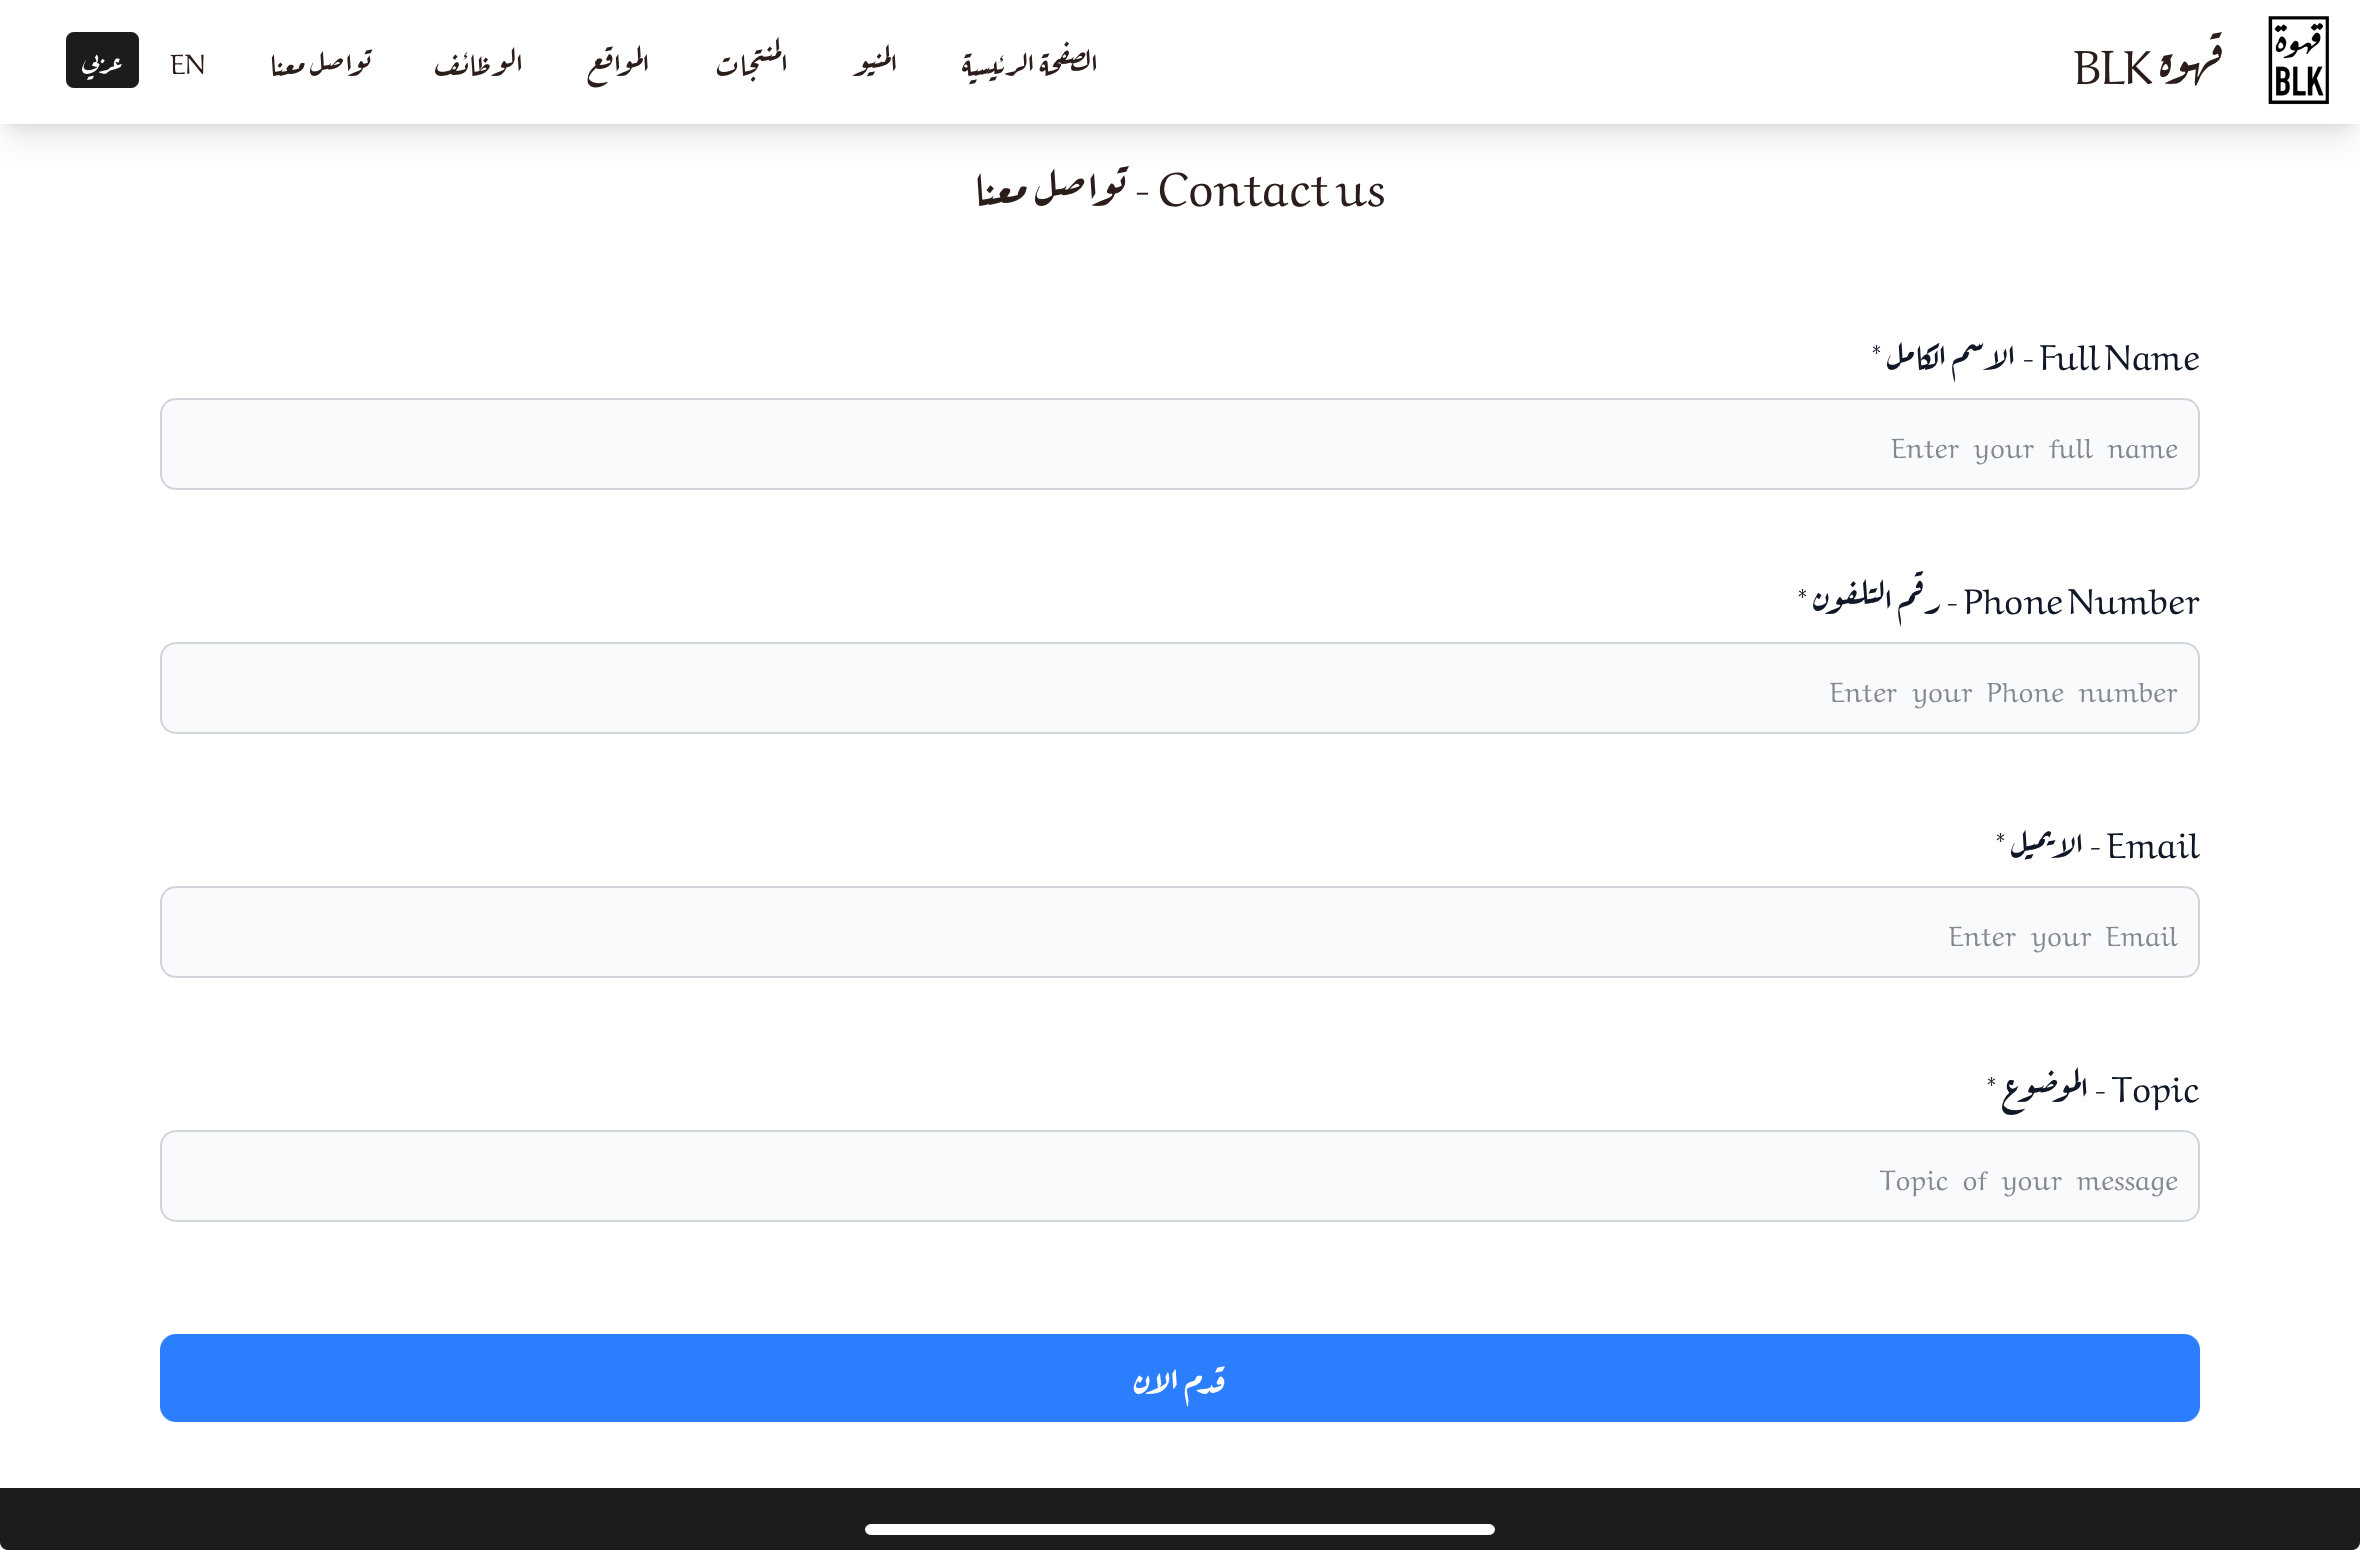 قهوة
BLK
قهوة BLK
الصفحة الرئيسية
المنيو
المنتجات
المواقع
الوظائف
تواصل معنا
EN
عربي
تواصل معنا - Contact us
Full Name - الاسم الكامل *
Enter your full name
Phone Number - رقم التلفون *
Enter your Phone number
Email - الايميل *
Enter your Email
Topic - الموضوع *
Topic of your message
قدم الان